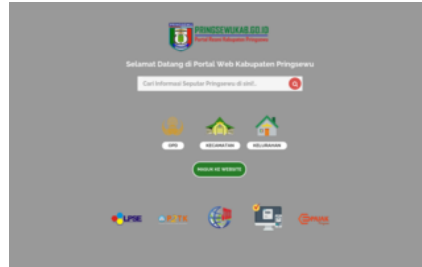 PRINGSEWUKAB.GO.ID
Portal Resmi Kabupaten Pringsewu
Selamat Datang di Portal Web Kabupaten Pringsewu
Cari Informasi Seputar Pringsewu di sini!..
OPD
KECAMATAN
KELURAHAN
MASUK KE WEBSITE
LPSE